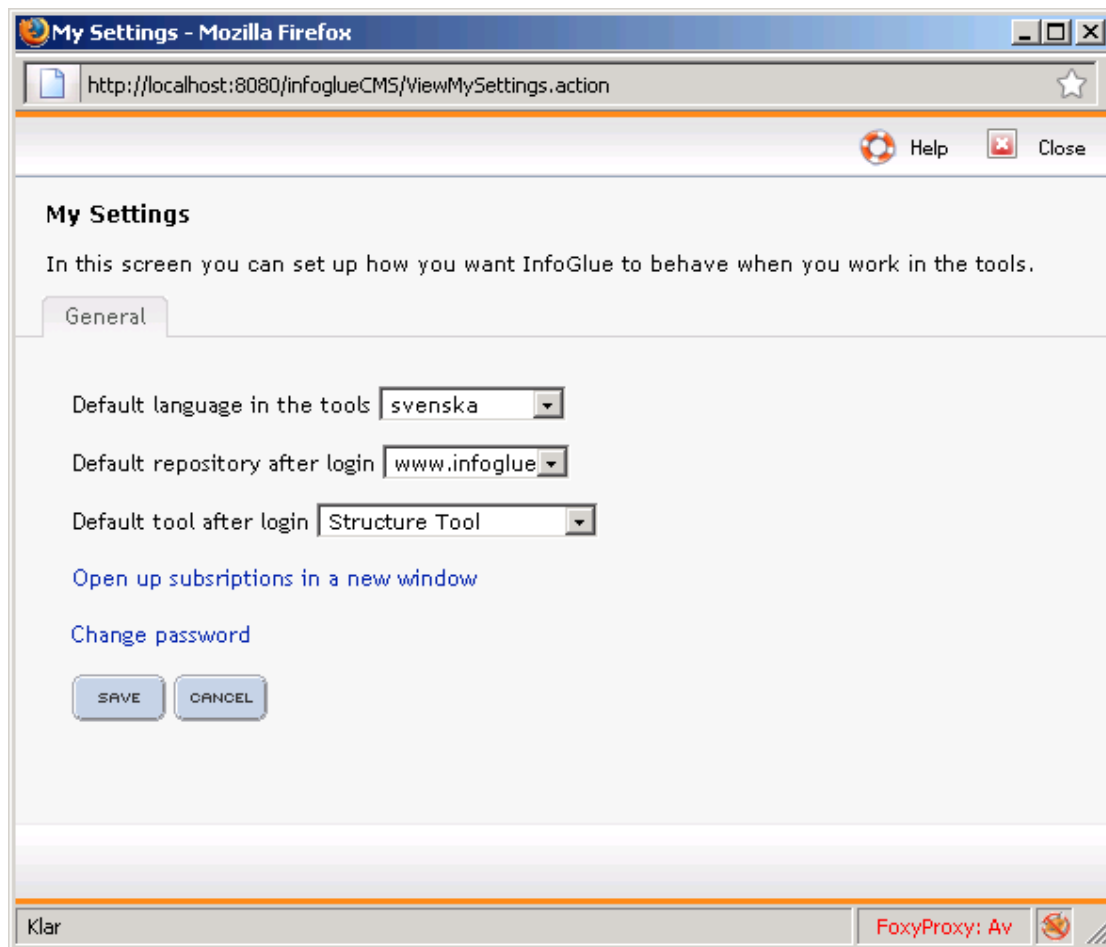 My Settings - Mozilla Firefox
http://localhost:8080/infoglueCMS/ViewMySettings.action
Help Close
My Settings
In this screen you can set up how you want InfoGlue to behave when you work in the tools.
General
Default language in the tools svenska
Default repository after login www.infoglue
Default tool after login Structure Tool
Open up subsriptions in a new window
Change password
SAVE CANCEL
Klar FoxyProxy: Av